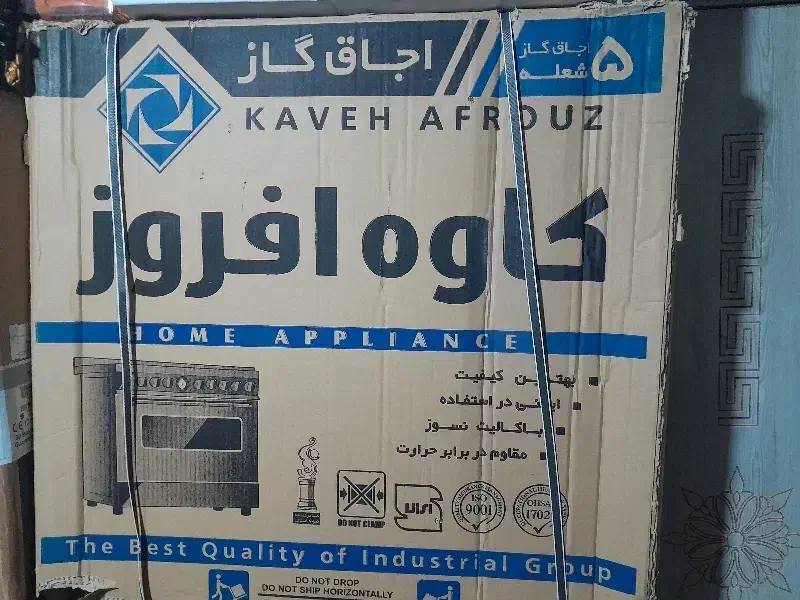 اجاق گاز
۵ اجاق گاز
شعله
KAVEH AFROUZ
کاوه افروز
HOME APPLIANCE
بهترین کیفیت
ایمنی در استفاده
باکالیت نسوز
مقاوم در برابر حرارت
DO NOT CLAMP
ISO
9001
OHSA
The Best Quality of Industrial Group
DO NOT DROP
DO NOT SHIP HORIZONTALLY